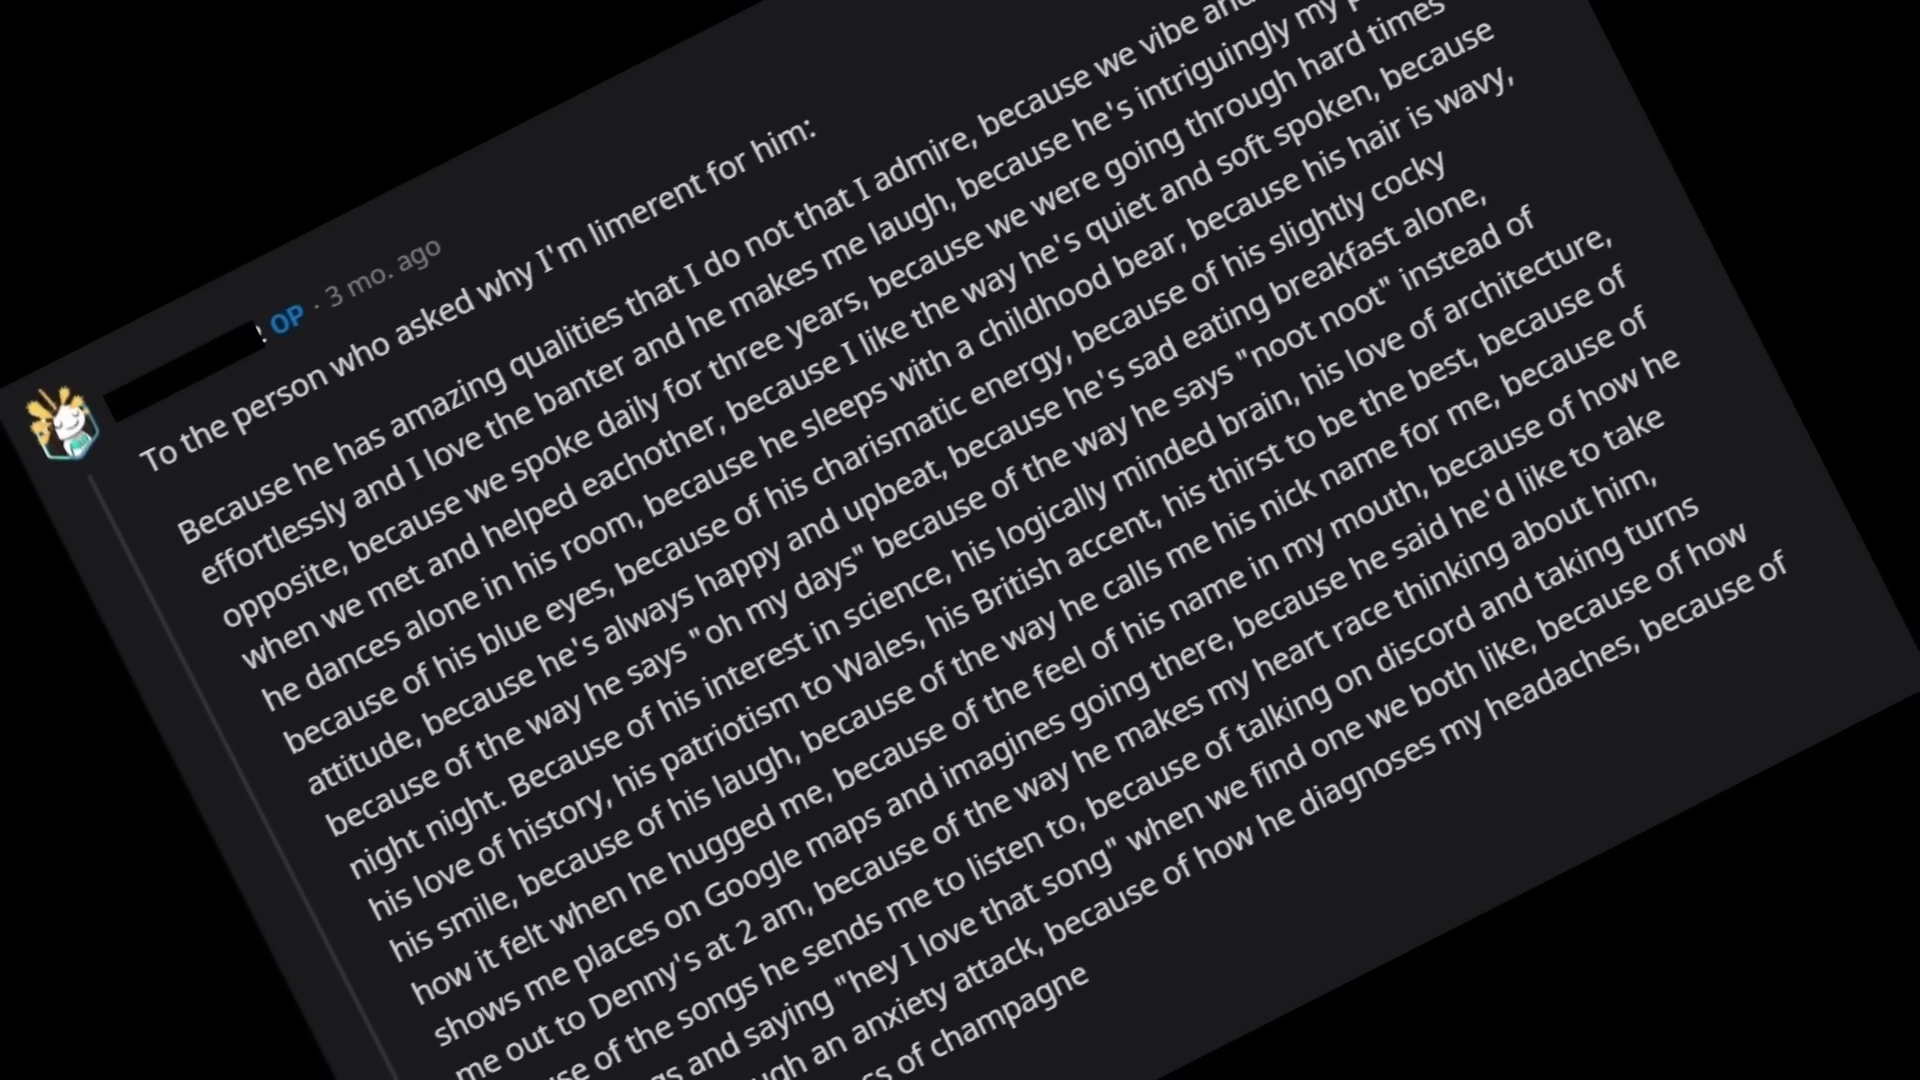 OP · 3 mo. ago
To the person who asked why I'm limerent for him:
Because he has amazing qualities that I do not that I admire, because we vibe and
effortlessly and I love the banter and he makes me laugh, because he's intriguingly my
opposite, because we spoke daily for three years, because we were going through hard times
when we met and helped eachother, because I like the way he's quiet and soft spoken, because
he dances alone in his room, because he sleeps with a childhood bear, because his hair is wavy,
because of his blue eyes, because of his charismatic energy, because of his slightly cocky
attitude, because he's always happy and upbeat, because he's sad eating breakfast alone,
because of the way he says "oh my days" because of the way he says "noot noot" instead of
night night. Because of his interest in science, his logically minded brain, his love of architecture,
his love of history, his patriotism to Wales, his British accent, his thirst to be the best, because of
his smile, because of his laugh, because of the way he calls me his nick name for me, because of
how it felt when he hugged me, because of the feel of his name in my mouth, because of how he
shows me places on Google maps and imagines going there, because he said he'd like to take
me out to Denny's at 2 am, because of the way he makes my heart race thinking about him,
of the songs he sends me to listen to, because of talking on discord and taking turns
and saying "hey I love that song" when we find one we both like, because of how
an anxiety attack, because of how he diagnoses my headaches, because of
of champagne